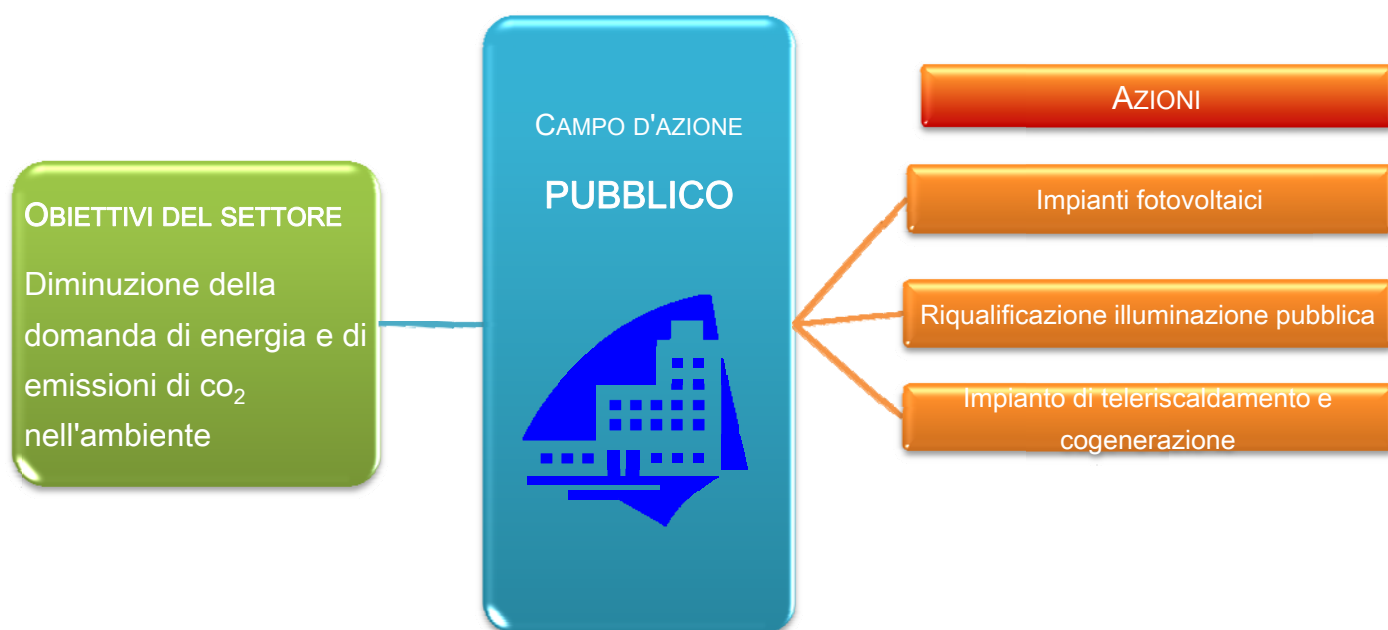 OBIETTIVI DEL SETTORE
Diminuzione della
domanda di energia e di
emissioni di co₂
nell'ambiente
CAMPO D'AZIONE
PUBBLICO
AZIONI
Impianti fotovoltaici
Riqualificazione illuminazione pubblica
Impianto di teleriscaldamento e
cogenerazione